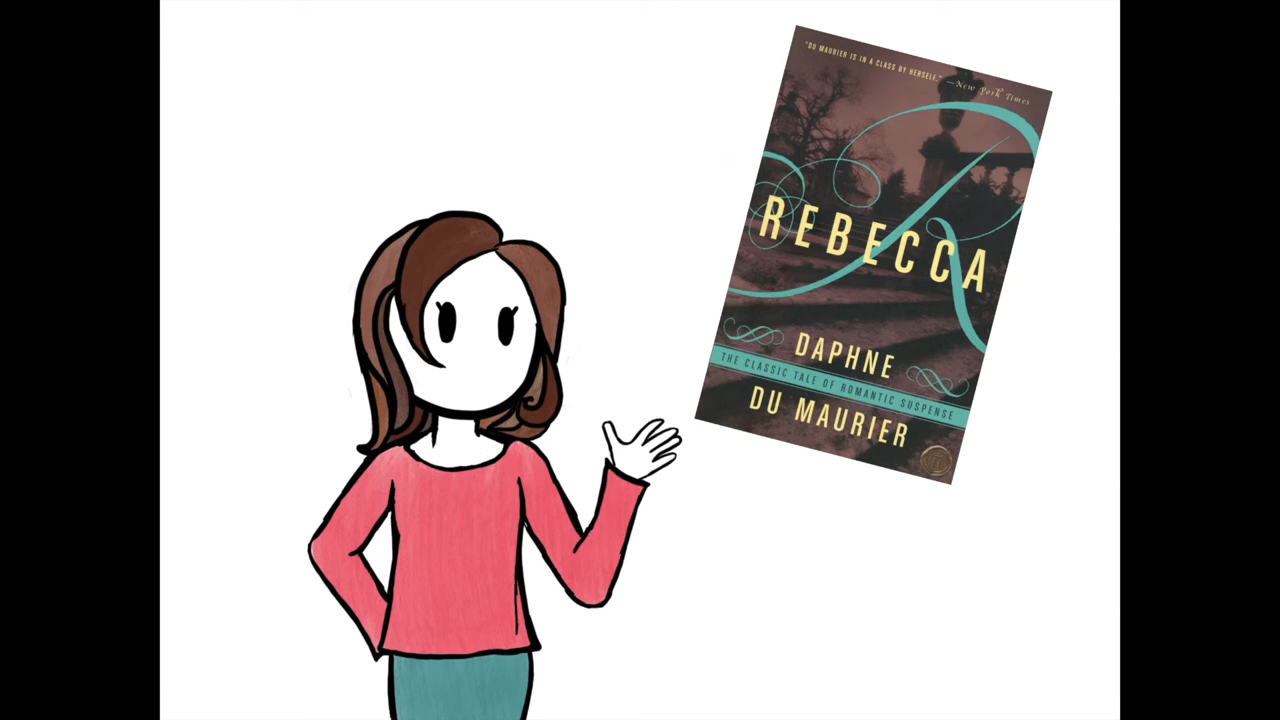 "DU MAURIER IS IN A CLASS BY HERSELF." —New York Times
REBECCA
DAPHNE
THE CLASSIC TALE OF ROMANTIC SUSPENSE
DU MAURIER